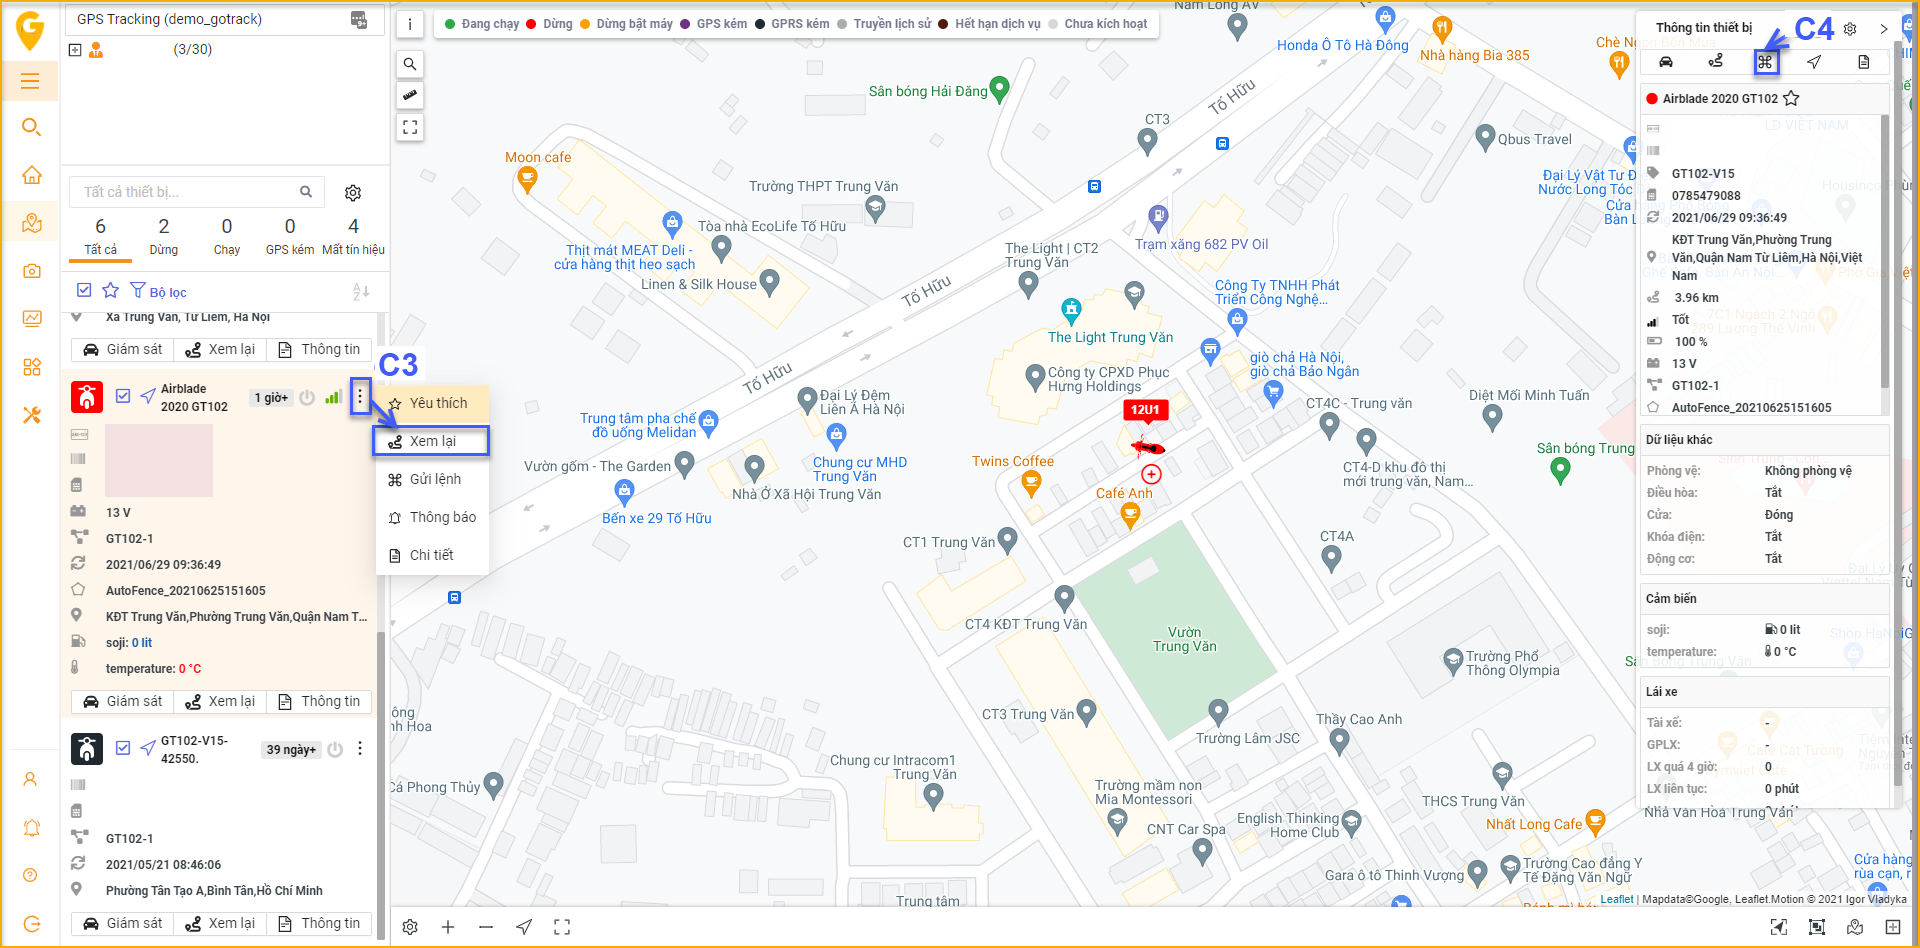 GPS Tracking (demo_gotrack)
(3/30)
Tất cả thiết bị...
6
2
0
0
4
Tất cả
Dừng
Chạy
GPS kém
Mất tín hiệu
Bộ lọc
Xã Trung Văn, Từ Liêm, Hà Nội
Giám sát
Xem lại
Thông tin
C3
Airblade
2020 GT102
1 giờ+
13 V
GT102-1
2021/06/29 09:36:49
AutoFence_20210625151605
KĐT Trung Văn,Phường Trung Văn,Quận Nam T...
soji: 0 lit
temperature: 0 °C
Giám sát
Xem lại
Thông tin
GT102-V15-
42550.
39 ngày+
GT102-1
2021/05/21 08:46:06
Phường Tân Tạo A,Bình Tân,Hồ Chí Minh
Giám sát
Xem lại
Thông tin
Yêu thích
Xem lại
Gửi lệnh
Thông báo
Chi tiết
Đang chạy
Dừng
Dừng bật máy
GPS kém
GPRS kém
Truyền lịch sử
Hết hạn dịch vụ
Chưa kích hoạt
Nam Long AV
Honda Ô Tô Hà Đông
Nhà hàng Bia 385
Sân bóng Hải Đăng
Tố Hữu
CT3
Qbus Travel
Moon cafe
Trường THPT Trung Văn
Tòa nhà EcoLife Tố Hữu
Thịt mát MEAT Deli -
cửa hàng thịt heo sạch
Linen & Silk House
Trạm xăng 682 PV Oil
The Light | CT2
Trung Văn
Tố Hữu
Công Ty TNHH Phát
Triển Công Nghệ...
The Light Trung Văn
giò chả Hà Nội,
giò chả Bảo Ngân
Công ty CPXD Phục
Hưng Holdings
Tố Hữu
Đại Lý Đệm
Liên Á Hà Nội
Trung tâm pha chế
đồ uống Melidan
Chung cư MHD
Trung Văn
Vườn gốm - The Garden
Nhà Ở Xã Hội Trung Văn
Bến xe 29 Tố Hữu
12U1
Twins Coffee
Café Anh
CT4C - Trung văn
CT4-D khu đô thị
mới trung văn, Nam...
Diệt Mối Minh Tuấn
Sân bóng Trung
CT4A
CT1 Trung Văn
CT4 KĐT Trung Văn
Vườn
Trung Văn
Trường Phổ
Thông Olympia
CT3 Trung Văn
Trường Lâm JSC
Thầy Cao Anh
Chung cư Intracom1
Trung Văn
Trường mầm non
Mia Montessori
CNT Car Spa
English Thinking
Home Club
THCS Trung Văn
Nhất Long Cafe
Gara ô tô Thinh Vượng
Trường Cao đẳng Y
Tế Đặng Văn Ngữ
Nhà Văn Hóa Trung Văn
Cửa hàng
rùa cạn, r
Trung tâm
Cá Phong Thủy
Leaflet | Mapdata©Google, Leaflet.Motion © 2021 Igor Vladyka
Thông tin thiết bị
C4
Airblade 2020 GT102
GT102-V15
0785479088
2021/06/29 09:36:49
KĐT Trung Văn,Phường Trung
Văn,Quận Nam Từ Liêm,Hà Nội,Việt
Nam
3.96 km
Tốt
100 %
13 V
GT102-1
AutoFence_20210625151605
Dữ liệu khác
Phòng vệ: Không phòng vệ
Điều hòa: Tắt
Cửa: Đóng
Khóa điện: Tắt
Động cơ: Tắt
Cảm biến
soji: 0 lit
temperature: 0 °C
Lái xe
Tài xế: -
GPLX: -
LX quá 4 giờ: 0
LX liên tục: 0 phút